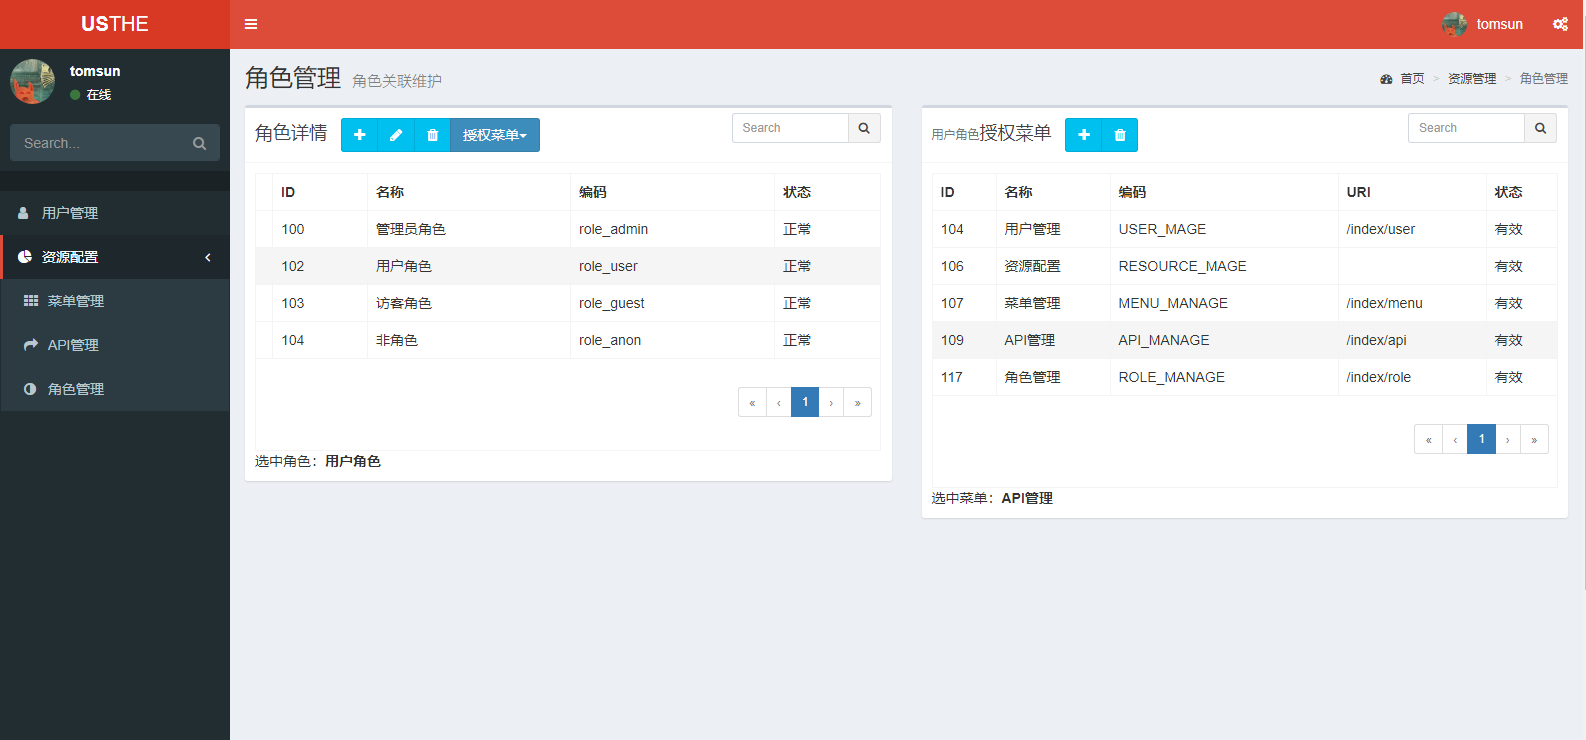 USTHE
tomsun
tomsun
在线
Search...
用户管理
资源配置
菜单管理
API管理
角色管理
角色管理 角色关联维护
首页 > 资源管理 > 角色管理
角色详情 授权菜单 Search
ID 名称 编码 状态
100 管理员角色 role_admin 正常
102 用户角色 role_user 正常
103 访客角色 role_guest 正常
104 非角色 role_anon 正常
« ‹ 1 › »
选中角色：用户角色
用户角色授权菜单 Search
ID 名称 编码 URI 状态
104 用户管理 USER_MAGE /index/user 有效
106 资源配置 RESOURCE_MAGE 有效
107 菜单管理 MENU_MANAGE /index/menu 有效
109 API管理 API_MANAGE /index/api 有效
117 角色管理 ROLE_MANAGE /index/role 有效
« ‹ 1 › »
选中菜单：API管理